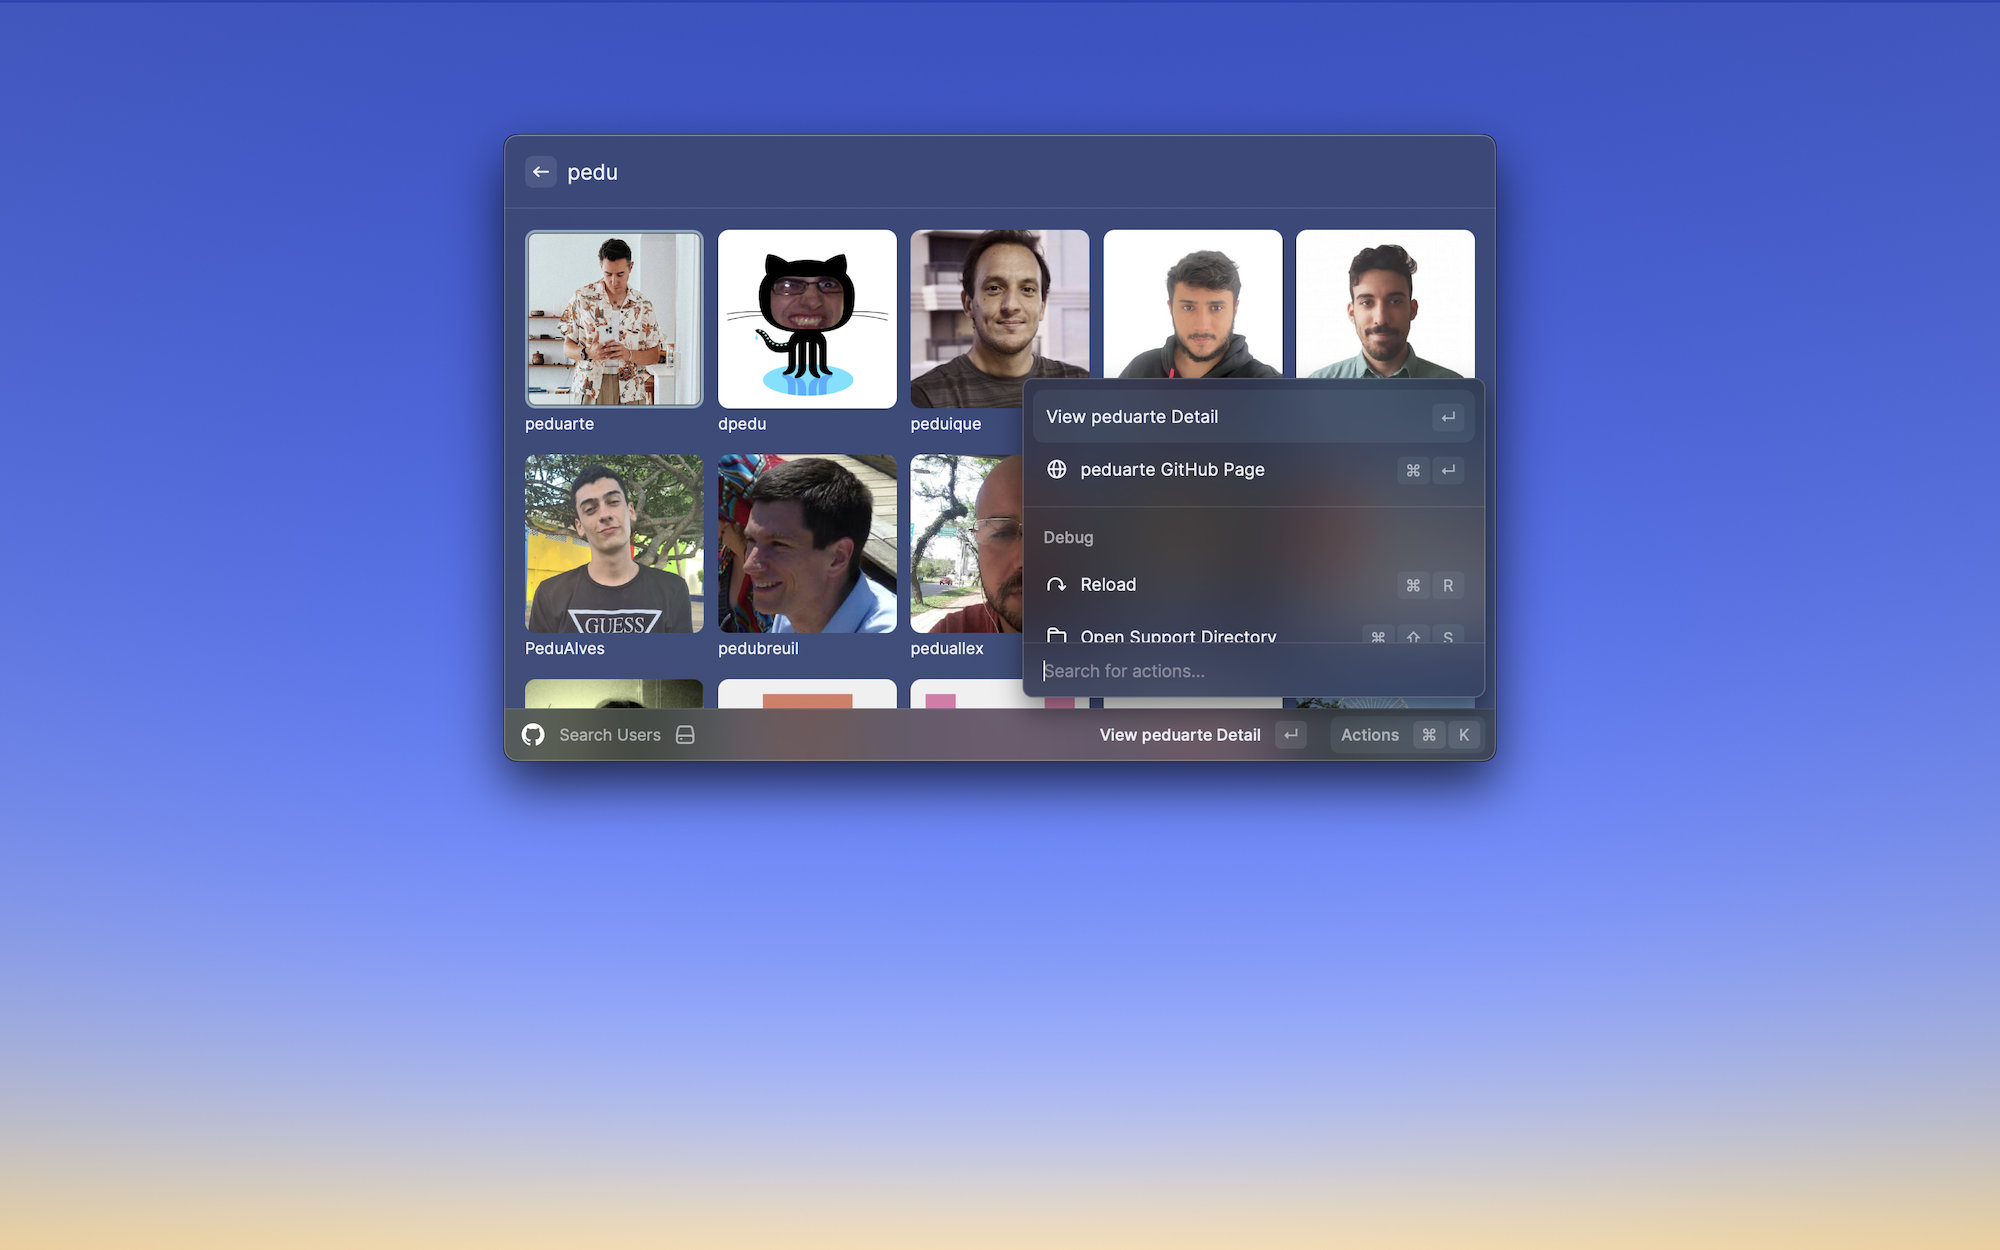 pedu
peduarte
dpedu
peduique
View peduarte Detail
peduarte GitHub Page
⌘
Debug
Reload
⌘ R
Open Support Directory
⌘ S
Search for actions...
GUESS
PeduAlves
pedubreuil
peduallex
Search Users
View peduarte Detail
Actions ⌘ K